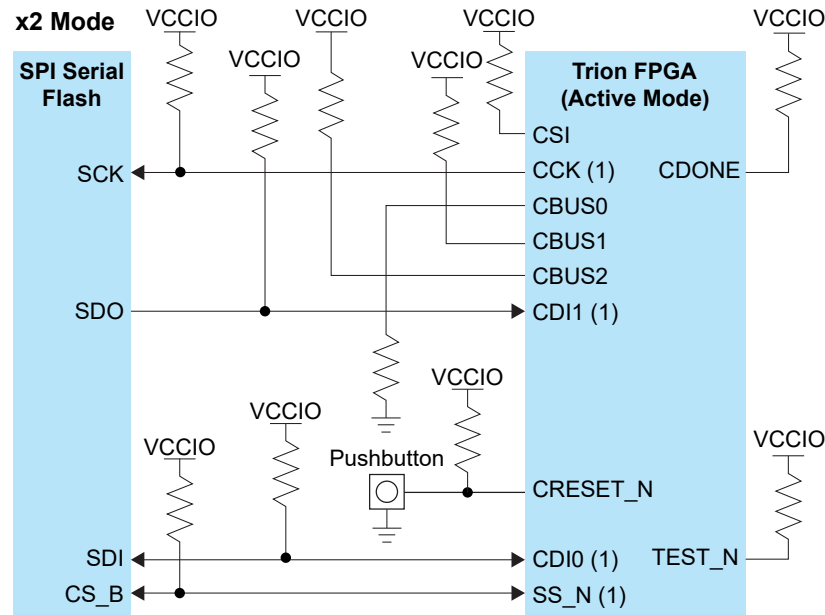 x2 Mode
VCCIO
VCCIO
VCCIO
VCCIO
VCCIO
VCCIO
SPI Serial
Flash
Trion FPGA
(Active Mode)
CSI
SCK
CCK (1)
CDONE
CBUS0
CBUS1
CBUS2
SDO
CDI1 (1)
VCCIO
VCCIO
VCCIO
VCCIO
Pushbutton
CRESET_N
SDI
CDI0 (1)
TEST_N
CS_B
SS_N (1)